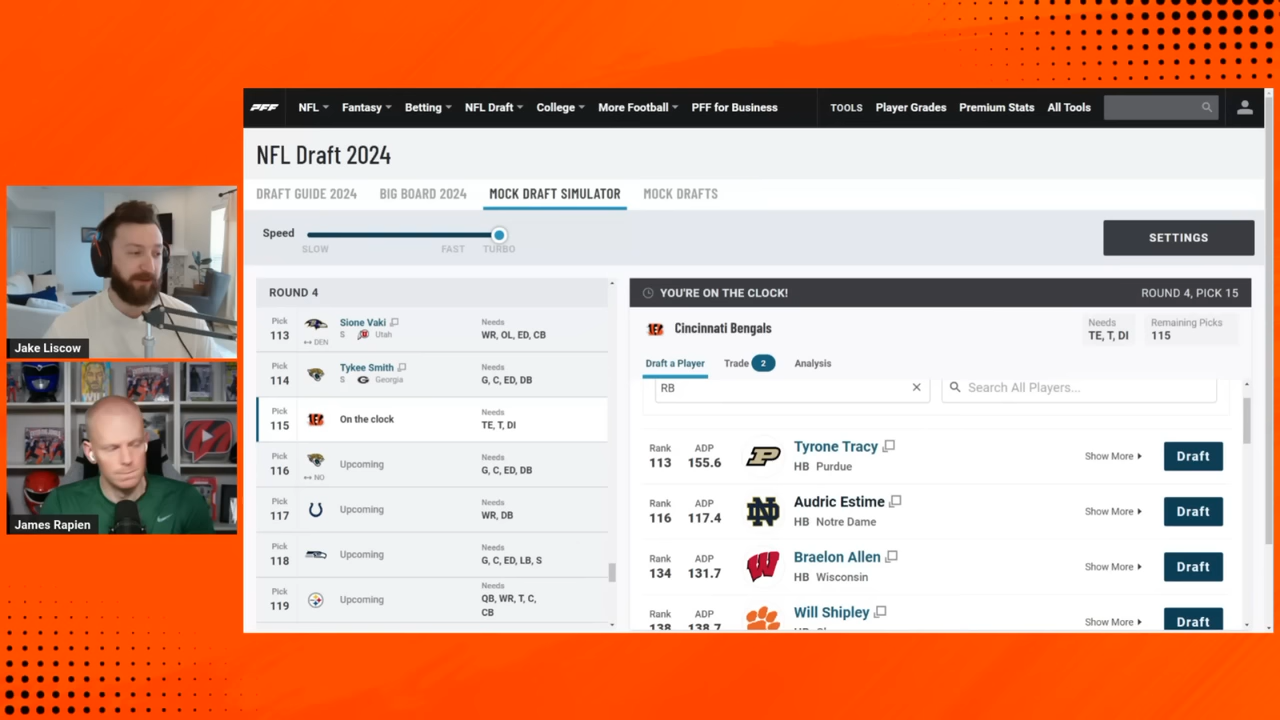 PFF
NFL
Fantasy
Betting
NFL Draft
College
More Football
PFF for Business
TOOLS
Player Grades
Premium Stats
All Tools
NFL Draft 2024
DRAFT GUIDE 2024
BIG BOARD 2024
MOCK DRAFT SIMULATOR
MOCK DRAFTS
Speed
SLOW
FAST
TURBO
SETTINGS
ROUND 4
Pick
113
↔ DEN
Sione Vaki
S Utah
Needs
WR, OL, ED, CB
Pick
114
Tykee Smith
S Georgia
Needs
G, C, ED, DB
Pick
115
On the clock
Needs
TE, T, DI
Pick
116
↔ NO
Upcoming
Needs
G, C, ED, DB
Pick
117
Upcoming
Needs
WR, DB
Pick
118
Upcoming
Needs
G, C, ED, LB, S
Pick
119
Upcoming
Needs
QB, WR, T, C,
CB
YOU'RE ON THE CLOCK!
ROUND 4, PICK 15
Cincinnati Bengals
Needs
TE, T, DI
Remaining Picks
115
Draft a Player
Trade 2
Analysis
RB
Search All Players...
Rank
113
ADP
155.6
Tyrone Tracy
HB Purdue
Show More
Draft
Rank
116
ADP
117.4
Audric Estime
HB Notre Dame
Show More
Draft
Rank
134
ADP
131.7
Braelon Allen
HB Wisconsin
Show More
Draft
Rank
138
ADP
138.7
Will Shipley
Show More
Draft
Jake Liscow
James Rapien